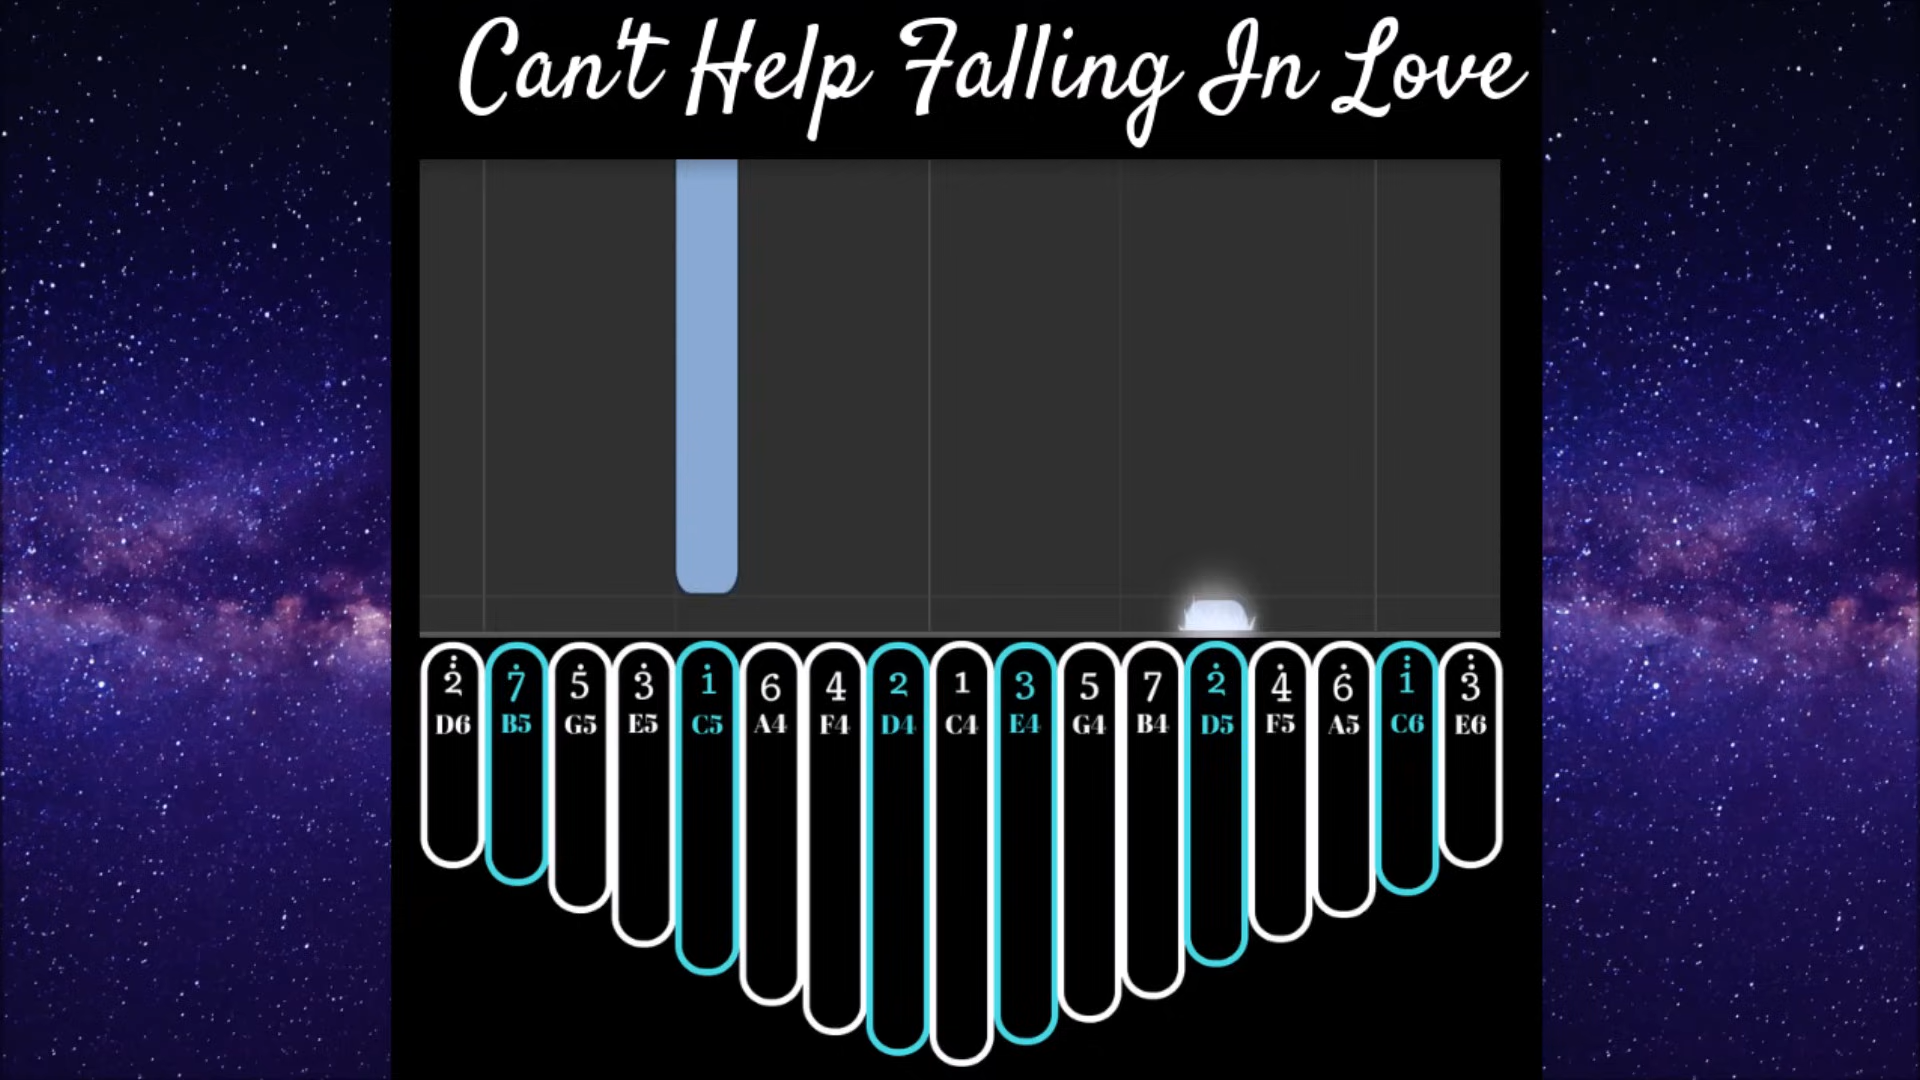 Can't Help Falling In Love
2̇ 7̇ 5̇ 3̇ 1̇ 6 4 2 1 3 5 7 2̇ 4̇ 6̇ 1̈ 3̈
D6 B5 G5 E5 C5 A4 F4 D4 C4 E4 G4 B4 D5 F5 A5 C6 E6